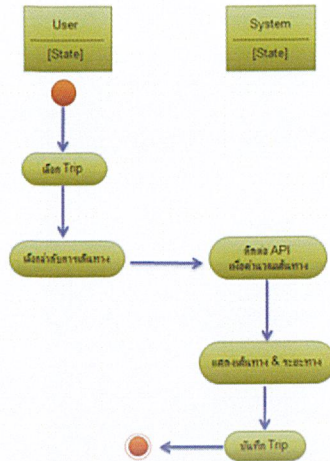 User
[State]
System
[State]
เลือก Trip
เลือกลำดับการเดินทาง
ติดต่อ API
เพื่อคำนวณเส้นทาง
แสดงเส้นทาง & ระยะทาง
บันทึก Trip